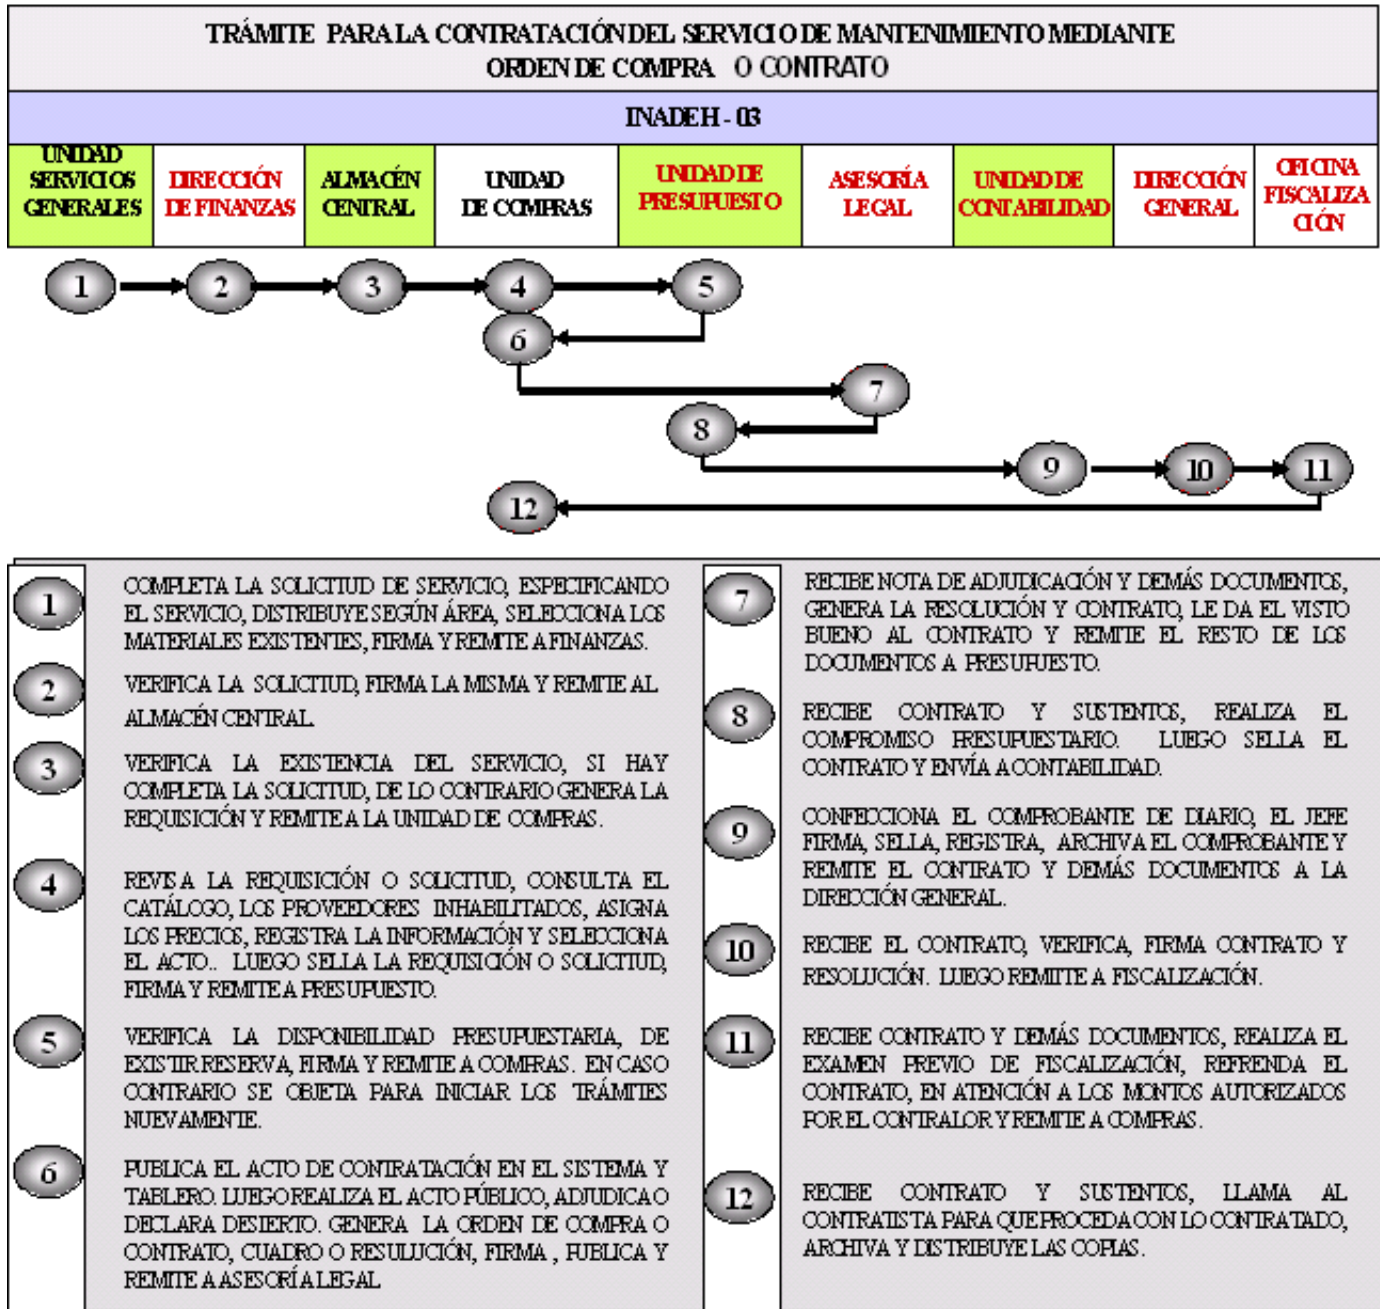 TRÁMITE PARA LA CONTRATACIÓN DEL SERVICIO DE MANTENIMIENTO MEDIANTE
ORDEN DE COMPRA O CONTRATO
INADEH - 03
UNIDAD
SERVICIOS
GENERALES
DIRECCIÓN
DE FINANZAS
ALMACÉN
CENTRAL
UNIDAD
DE COMPRAS
UNIDAD DE
PRESUPUESTO
ASESORÍA
LEGAL
UNIDAD DE
CONTABILIDAD
DIRECCIÓN
GENERAL
OFICINA
FISCALIZA
CIÓN
1
2
3
4
5
6
7
8
9
10
11
12
1
COMPLETA LA SOLICITUD DE SERVICIO, ESPECIFICANDO
EL SERVICIO, DISTRIBUYE SEGÚN ÁREA, SELECCIONA LOS
MATERIALES EXISTENTES, FIRMA Y REMITE A FINANZAS.
2
VERIFICA LA SOLICITUD, FIRMA LA MISMA Y REMITE AL
ALMACÉN CENTRAL
3
VERIFICA LA EXISTENCIA DEL SERVICIO, SI HAY
COMPLETA LA SOLICITUD, DE LO CONTRARIO GENERA LA
REQUISICIÓN Y REMITE A LA UNIDAD DE COMPRAS.
4
REVISA LA REQUISICIÓN O SOLICITUD, CONSULTA EL
CATÁLOGO, LOS PROVEEDORES INHABILITADOS, ASIGNA
LOS PRECIOS, REGISTRA LA INFORMACIÓN Y SELECCIONA
EL ACTO.. LUEGO SELLA LA REQUISICIÓN O SOLICITUD,
FIRMA Y REMITE A PRESUPUESTO.
5
VERIFICA LA DISPONIBILIDAD PRESUPUESTARIA, DE
EXISTIR RESERVA, FIRMA Y REMITE A COMPRAS. EN CASO
CONTRARIO SE OBJETA PARA INICIAR LOS TRÁMITES
NUEVAMENTE.
6
PUBLICA EL ACTO DE CONTRATACIÓN EN EL SISTEMA Y
TABLERO. LUEGO REALIZA EL ACTO PÚBLICO, ADJUDICA O
DECLARA DESIERTO. GENERA LA ORDEN DE COMPRA O
CONTRATO, CUADRO O RESULUCIÓN, FIRMA , PUBLICA Y
REMITE A ASESORÍA LEGAL
7
RECIBE NOTA DE ADJUDICACIÓN Y DEMÁS DOCUMENTOS,
GENERA LA RESOLUCIÓN Y CONTRATO, LE DA EL VISTO
BUENO AL CONTRATO Y REMITE EL RESTO DE LOS
DOCUMENTOS A PRESUPUESTO.
8
RECIBE CONTRATO Y SUSTENTOS, REALIZA EL
COMPROMISO PRESUPUESTARIO. LUEGO SELLA EL
CONTRATO Y ENVÍA A CONTABILIDAD.
9
CONFECCIONA EL COMPROBANTE DE DIARIO, EL JEFE
FIRMA, SELLA, REGISTRA, ARCHIVA EL COMPROBANTE Y
REMITE EL CONTRATO Y DEMÁS DOCUMENTOS A LA
DIRECCIÓN GENERAL.
10
RECIBE EL CONTRATO, VERIFICA, FIRMA CONTRATO Y
RESOLUCIÓN. LUEGO REMITE A FISCALIZACIÓN.
11
RECIBE CONTRATO Y DEMÁS DOCUMENTOS, REALIZA EL
EXAMEN PREVIO DE FISCALIZACIÓN, REFRENDA EL
CONTRATO, EN ATENCIÓN A LOS MONTOS AUTORIZADOS
POR EL CONTRALOR Y REMITE A COMPRAS.
12
RECIBE CONTRATO Y SUSTENTOS, LLAMA AL
CONTRATISTA PARA QUE PROCEDA CON LO CONTRATADO,
ARCHIVA Y DISTRIBUYE LAS COPIAS.